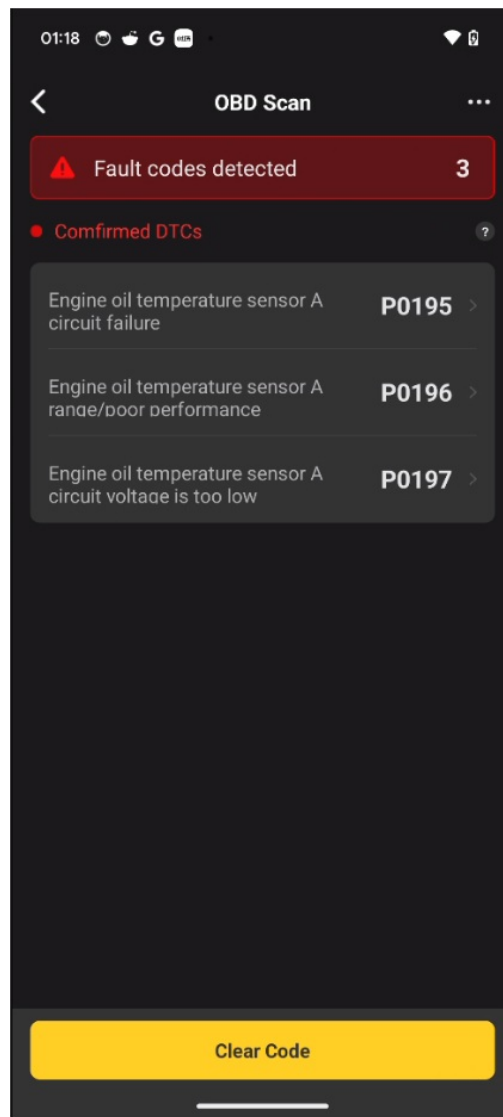 01:18 G
OBD Scan
Fault codes detected 3
Comfirmed DTCs ?
Engine oil temperature sensor A
circuit failure
P0195
Engine oil temperature sensor A
range/poor performance
P0196
Engine oil temperature sensor A
circuit voltage is too low
P0197
Clear Code